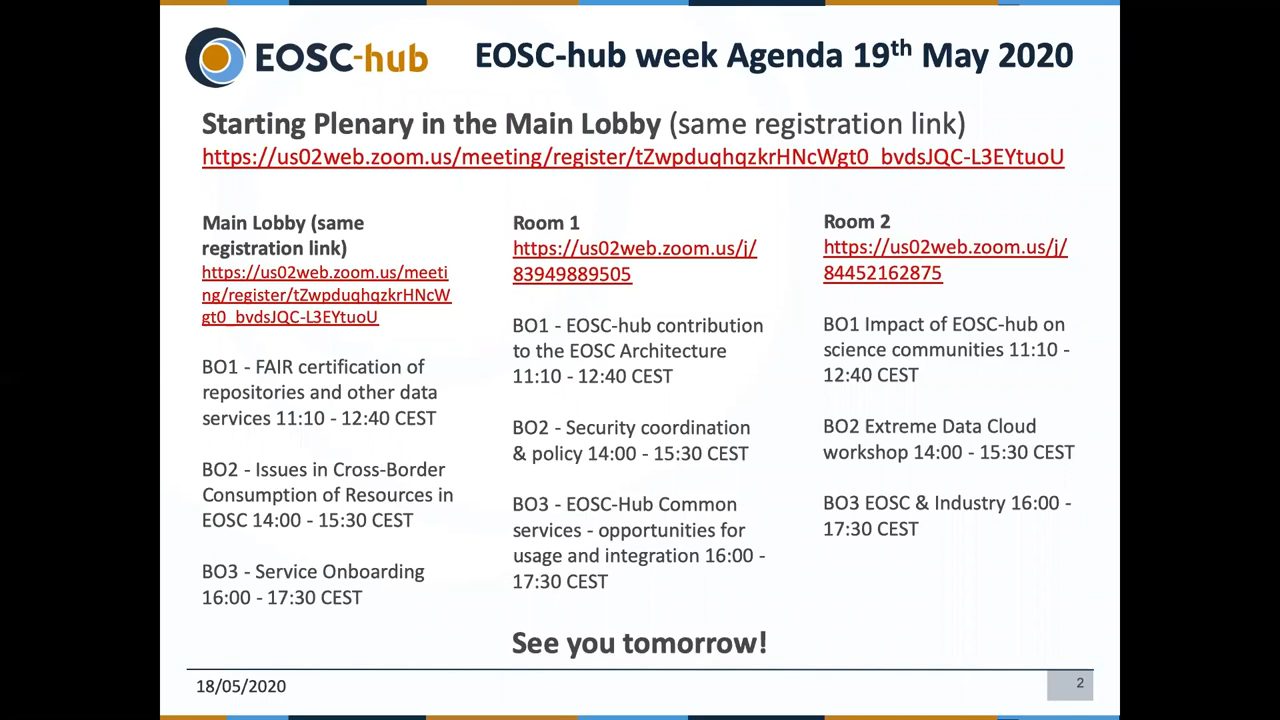 EOSC-hub
EOSC-hub week Agenda 19th May 2020
Starting Plenary in the Main Lobby (same registration link)
https://us02web.zoom.us/meeting/register/tZwpduqhqzkrHNcWgt0_bvdsJQC-L3EYtuoU
Main Lobby (same
registration link)
https://us02web.zoom.us/meeti
ng/register/tZwpduqhqzkrHNcW
gt0_bvdsJQC-L3EYtuoU
BO1 - FAIR certification of
repositories and other data
services 11:10 - 12:40 CEST
BO2 - Issues in Cross-Border
Consumption of Resources in
EOSC 14:00 - 15:30 CEST
BO3 - Service Onboarding
16:00 - 17:30 CEST
Room 1
https://us02web.zoom.us/j/
83949889505
BO1 - EOSC-hub contribution
to the EOSC Architecture
11:10 - 12:40 CEST
BO2 - Security coordination
& policy 14:00 - 15:30 CEST
BO3 - EOSC-Hub Common
services - opportunities for
usage and integration 16:00 -
17:30 CEST
Room 2
https://us02web.zoom.us/j/
84452162875
BO1 Impact of EOSC-hub on
science communities 11:10 -
12:40 CEST
BO2 Extreme Data Cloud
workshop 14:00 - 15:30 CEST
BO3 EOSC & Industry 16:00 -
17:30 CEST
See you tomorrow!
18/05/2020
2